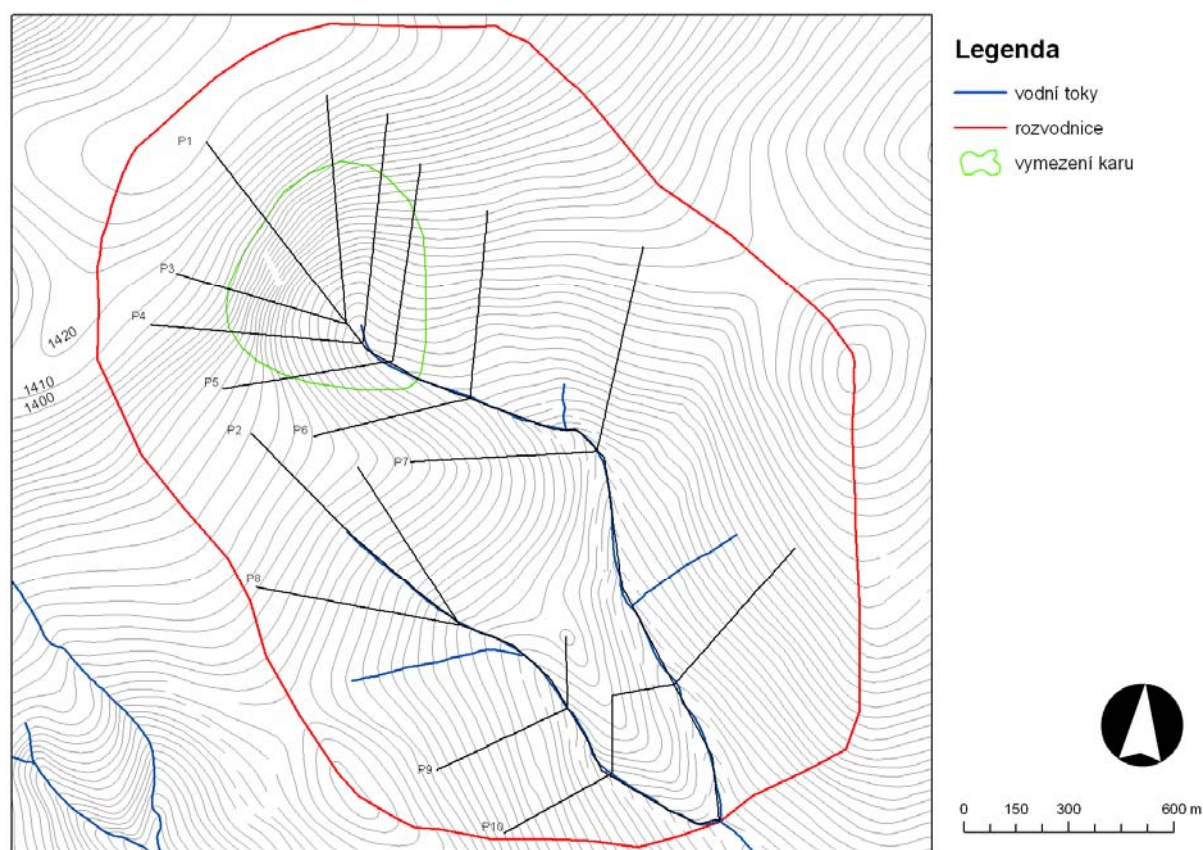 Legenda
vodní toky
rozvodnice
vymezení karu
P1
P3
P4
1420
1410
1400
P5
P2
P6
P7
P8
P9
P10
0 150 300 600 m